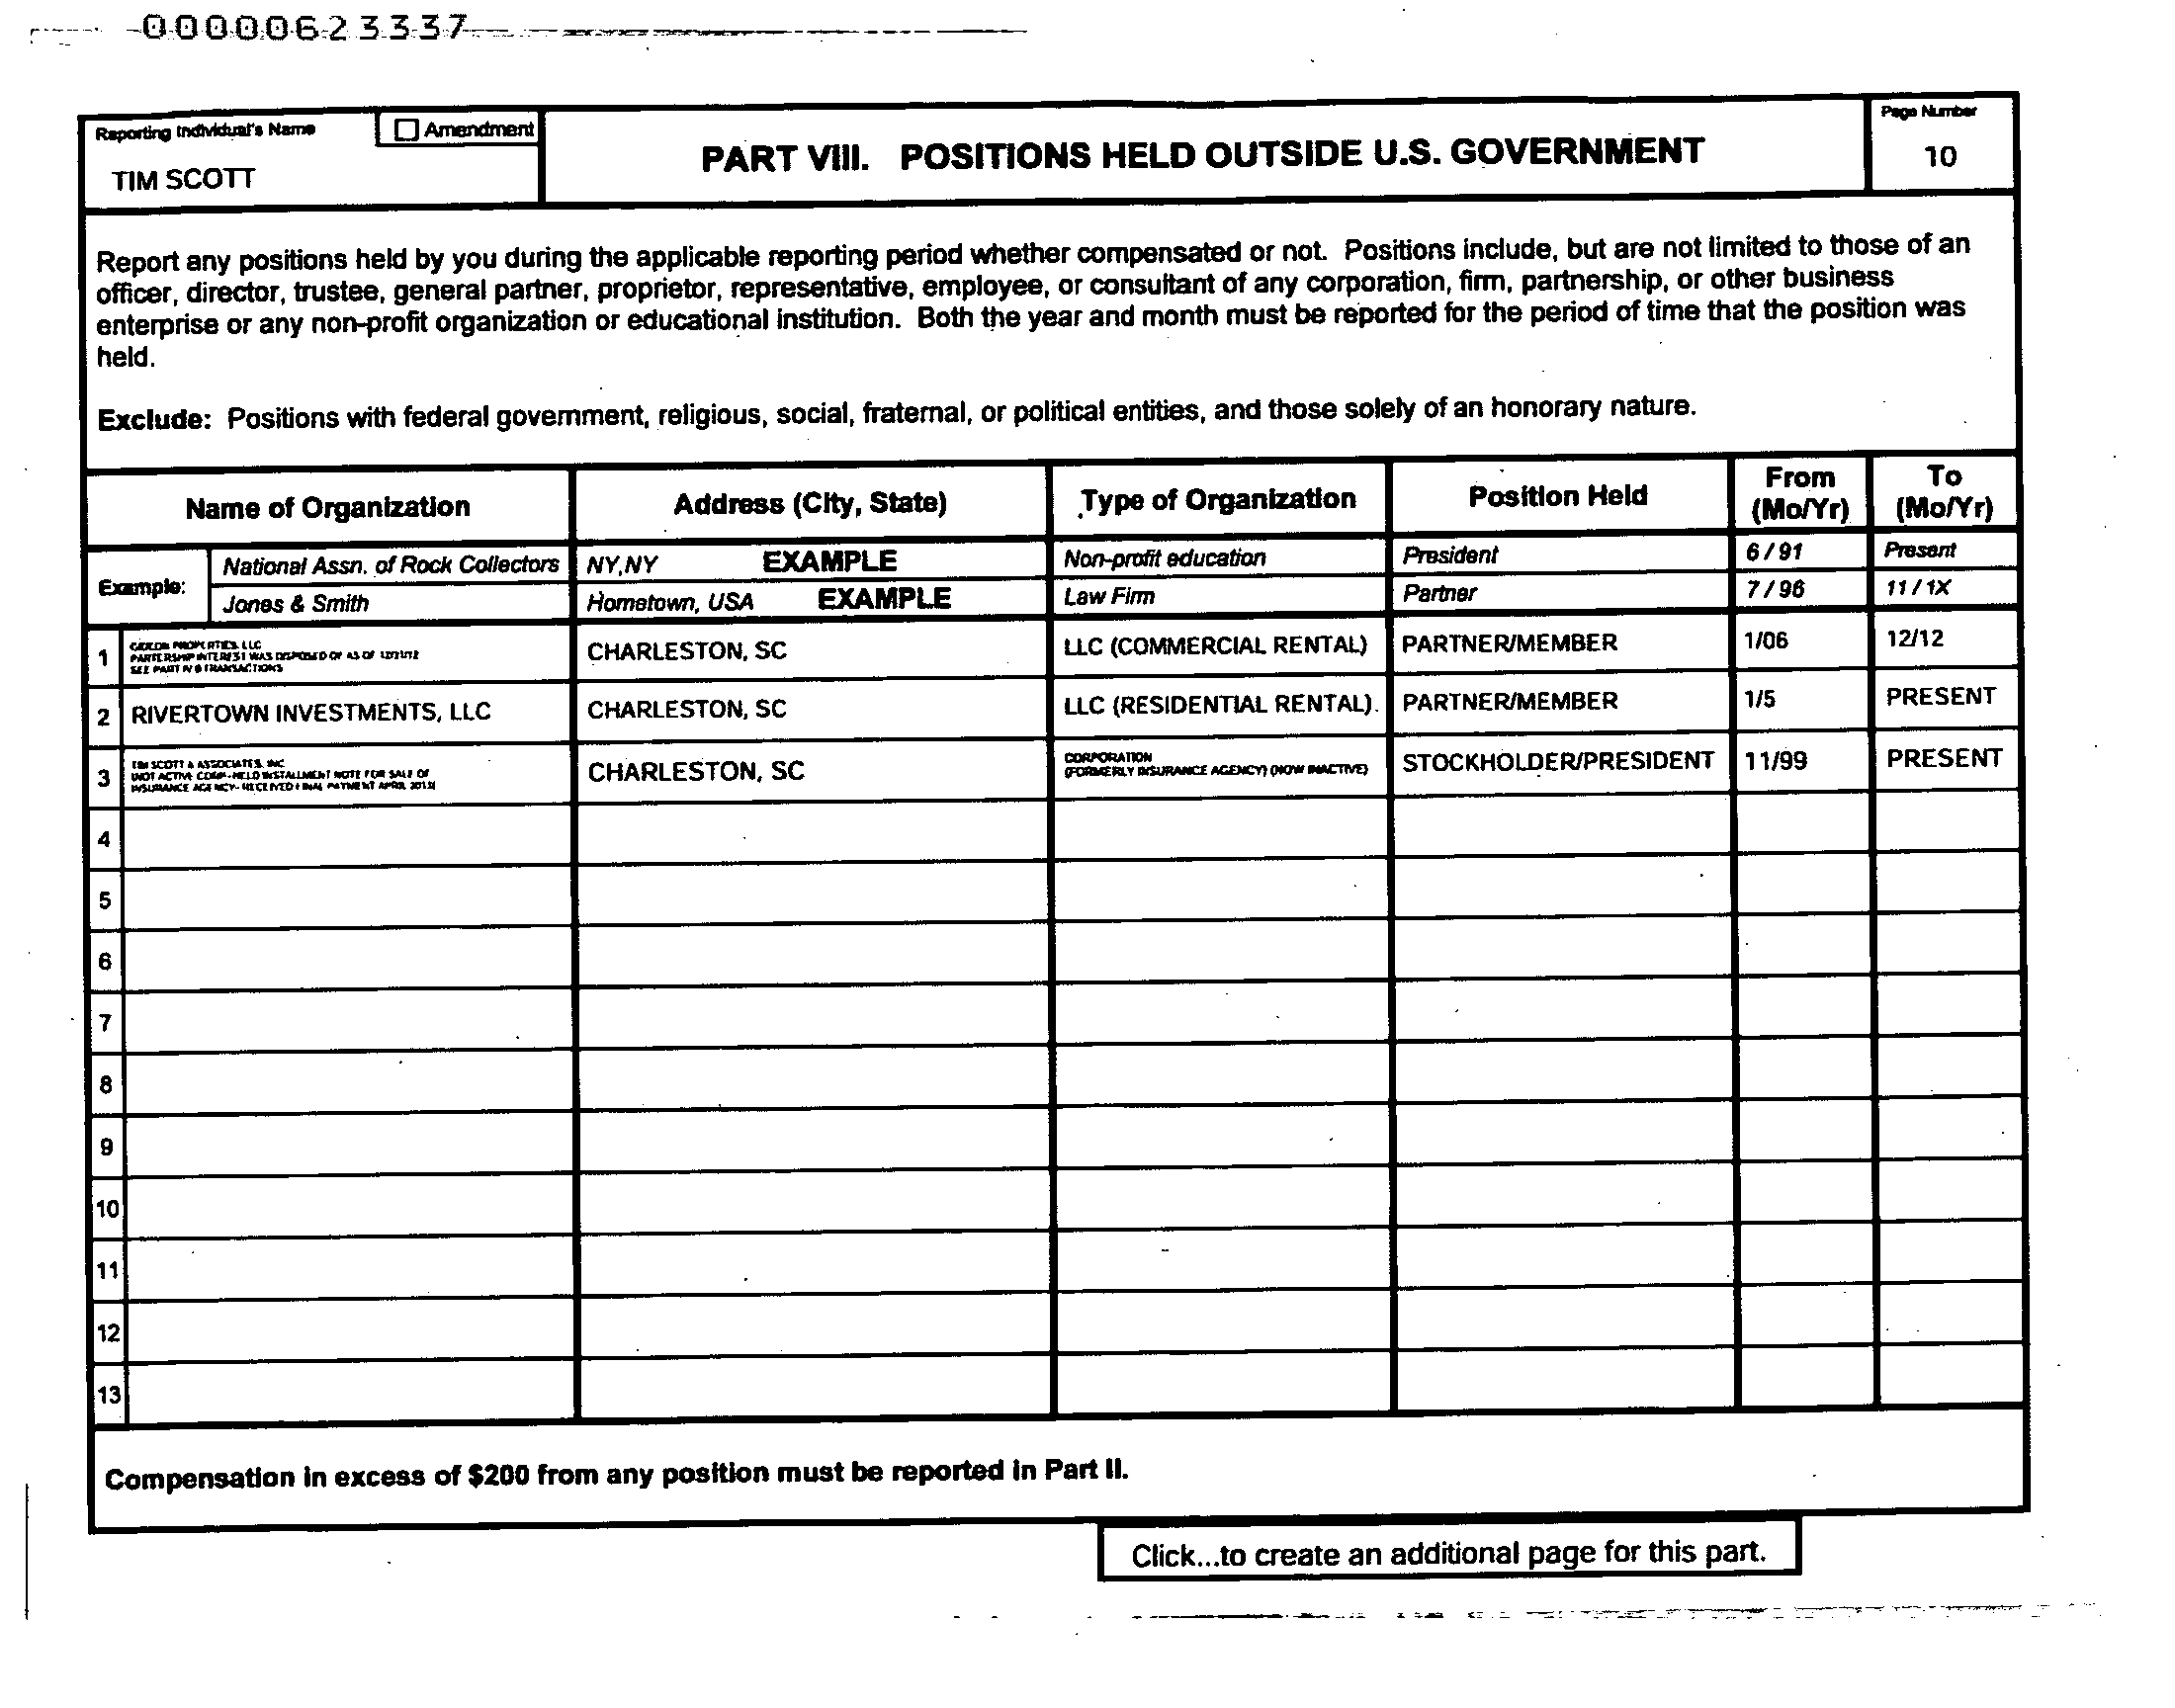 00000623337
Reporting Individual's Name
Amendment
TIM SCOTT
PART VIII. POSITIONS HELD OUTSIDE U.S. GOVERNMENT
Page Number
10
Report any positions held by you during the applicable reporting period whether compensated or not. Positions include, but are not limited to those of an
officer, director, trustee, general partner, proprietor, representative, employee, or consultant of any corporation, firm, partnership, or other business
enterprise or any non-profit organization or educational institution. Both the year and month must be reported for the period of time that the position was
held.
Exclude: Positions with federal government, religious, social, fraternal, or political entities, and those solely of an honorary nature.
Name of Organization Address (City, State) Type of Organization Position Held From (Mo/Yr) To (Mo/Yr)
Example: National Assn. of Rock Collectors NY,NY EXAMPLE Non-profit education President 6 / 91 Present
Jones & Smith Hometown, USA EXAMPLE Law Firm Partner 7 / 96 11 / 1X
1 PROPERTIES, LLC
PARTERSHIP INTEREST WAS DISPOSED OF AS OF
SEE PART IV B TRANSACTIONS
CHARLESTON, SC LLC (COMMERCIAL RENTAL) PARTNER/MEMBER 1/06 12/12
2 RIVERTOWN INVESTMENTS, LLC CHARLESTON, SC LLC (RESIDENTIAL RENTAL). PARTNER/MEMBER 1/5 PRESENT
3 TIM SCOTT & ASSOCIATES, INC
(NOT ACTIVE COMP-HELD INSTALLMENT NOTE FOR SALE OF
INSURANCE AGENCY- RECEIVED FINAL PAYMENT APRIL 2013)
CHARLESTON, SC
CORPORATION
(FORMERLY INSURANCE AGENCY) (NOW INACTIVE)
STOCKHOLDER/PRESIDENT 11/99 PRESENT
4
5
6
7
8
9
10
11
12
13
Compensation in excess of $200 from any position must be reported in Part II.
Click...to create an additional page for this part.